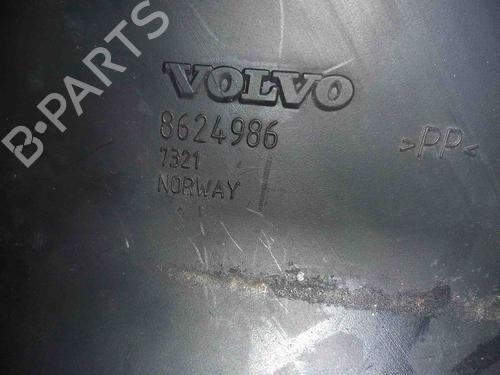 B-PARTS
VOLVO
8624986
7321
NORWAY
>PP<